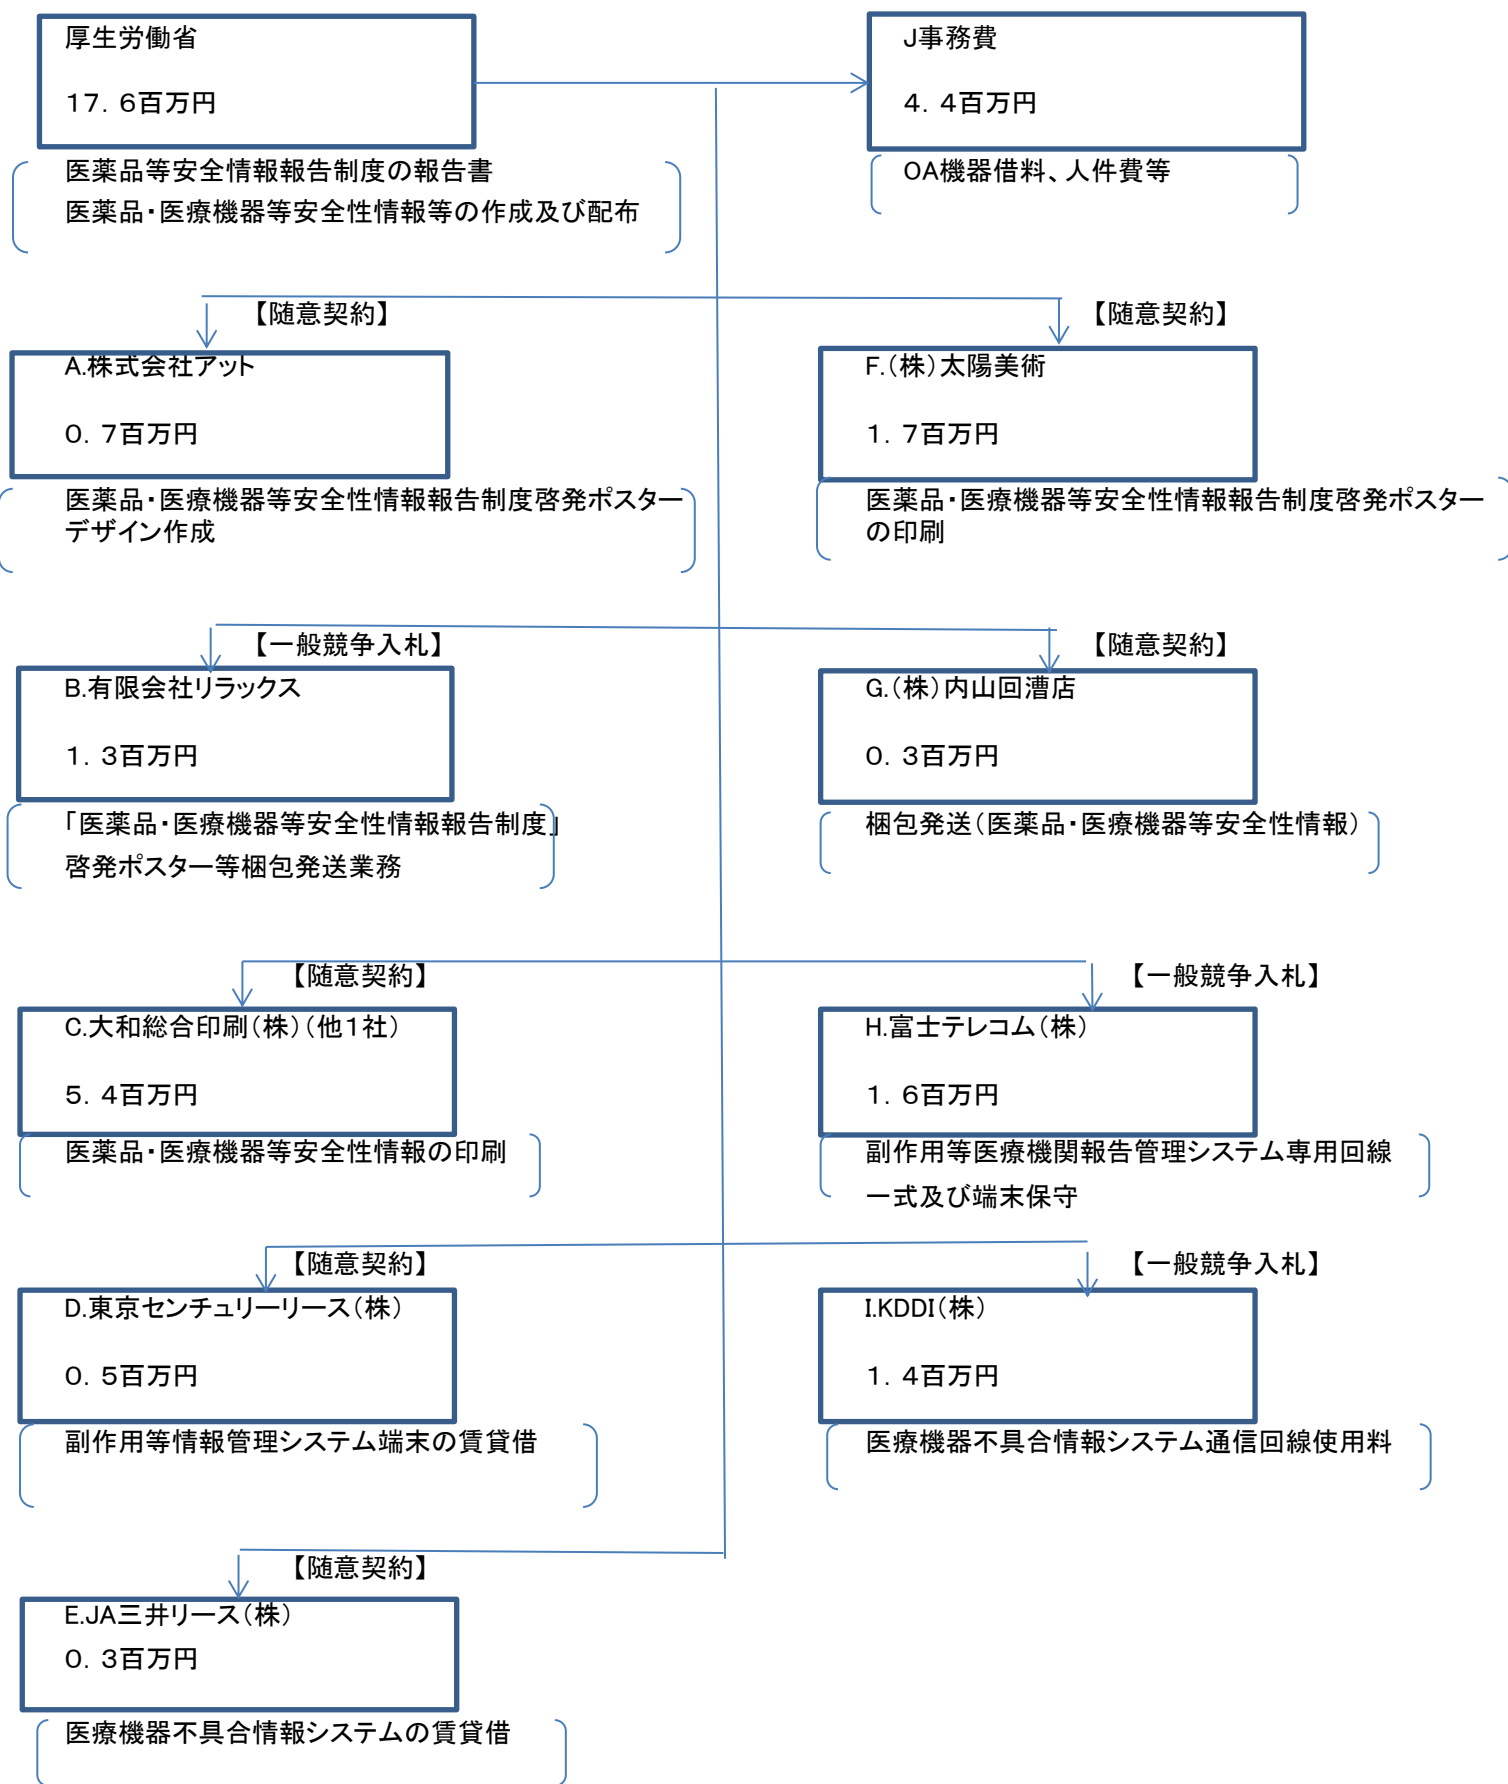 厚生労働省
17．6百万円
医薬品等安全情報報告制度の報告書
医薬品・医療機器等安全性情報等の作成及び配布
J事務費
4．4百万円
OA機器借料、人件費等
【随意契約】
A.株式会社アット
0．7百万円
医薬品・医療機器等安全性情報報告制度啓発ポスター
デザイン作成
【随意契約】
F.（株）太陽美術
1．7百万円
医薬品・医療機器等安全性情報報告制度啓発ポスター
の印刷
【一般競争入札】
B.有限会社リラックス
1．3百万円
「医薬品・医療機器等安全性情報報告制度」
啓発ポスター等梱包発送業務
【随意契約】
G.（株）内山回漕店
0．3百万円
梱包発送（医薬品・医療機器等安全性情報）
【随意契約】
C.大和総合印刷（株）（他1社）
5．4百万円
医薬品・医療機器等安全性情報の印刷
【一般競争入札】
H.富士テレコム（株）
1．6百万円
副作用等医療機関報告管理システム専用回線
一式及び端末保守
【随意契約】
D.東京センチュリーリース（株）
0．5百万円
副作用等情報管理システム端末の賃貸借
【一般競争入札】
I.KDDI（株）
1．4百万円
医療機器不具合情報システム通信回線使用料
【随意契約】
E.JA三井リース（株）
0．3百万円
医療機器不具合情報システムの賃貸借